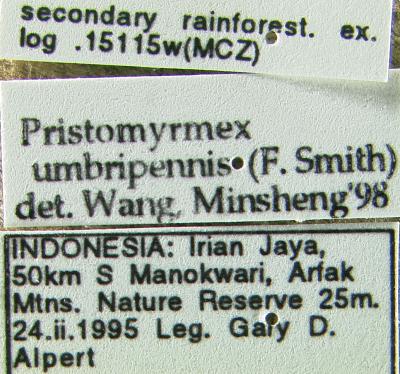 secondary rainforest. ex.
log .15115w(MCZ)
Pristomyrmex
umbripennis (F. Smith)
det. Wang, Minsheng'98
INDONESIA: Irian Jaya,
50km S Manokwari, Arfak
Mtns. Nature Reserve 25m.
24.ii.1995 Leg. Gary D.
Alpert